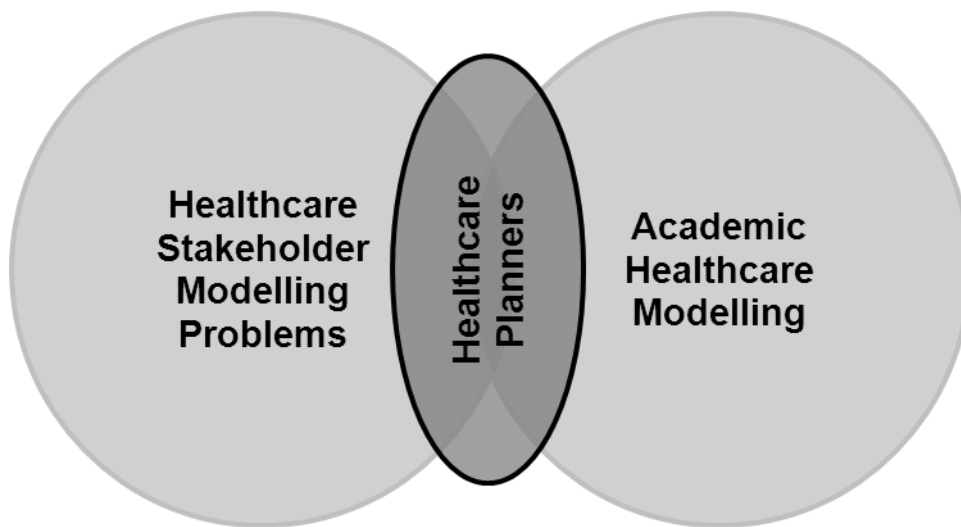 Healthcare
Stakeholder
Modelling
Problems
Healthcare
Planners
Academic
Healthcare
Modelling